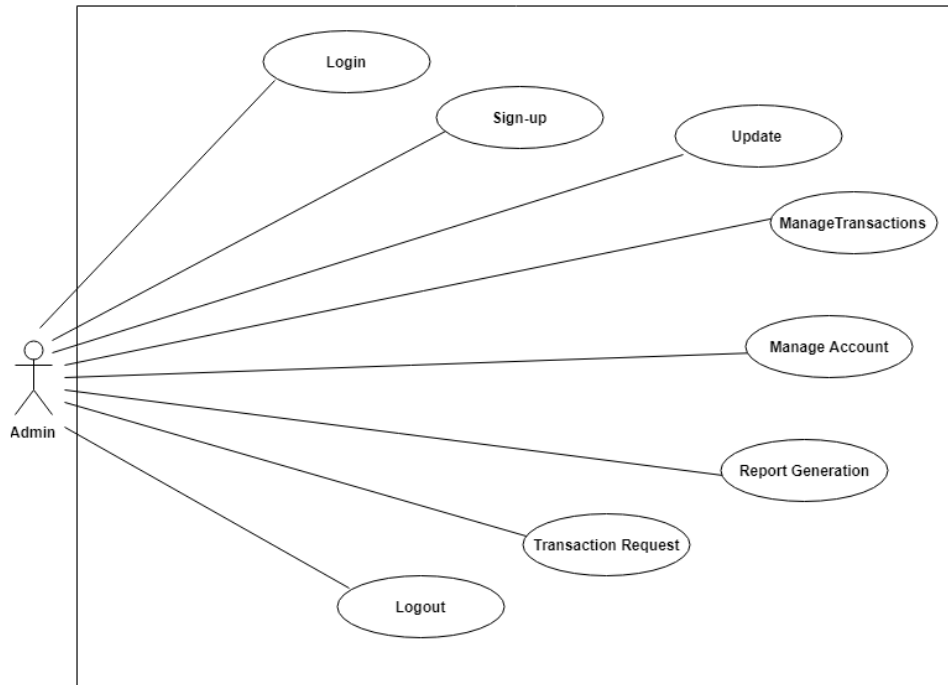 Login
Sign-up
Update
ManageTransactions
Manage Account
Admin
Report Generation
Transaction Request
Logout